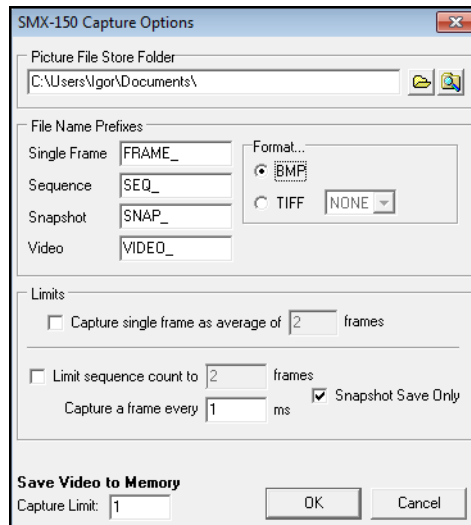 SMX-150 Capture Options
Picture File Store Folder
C:\Users\Igor\Documents\
File Name Prefixes
Single Frame FRAME_
Sequence SEQ_
Snapshot SNAP_
Video VIDEO_
Format...
BMP
TIFF NONE
Limits
Capture single frame as average of 2 frames
Limit sequence count to 2 frames
Capture a frame every 1 ms
Snapshot Save Only
Save Video to Memory
Capture Limit: 1
OK Cancel